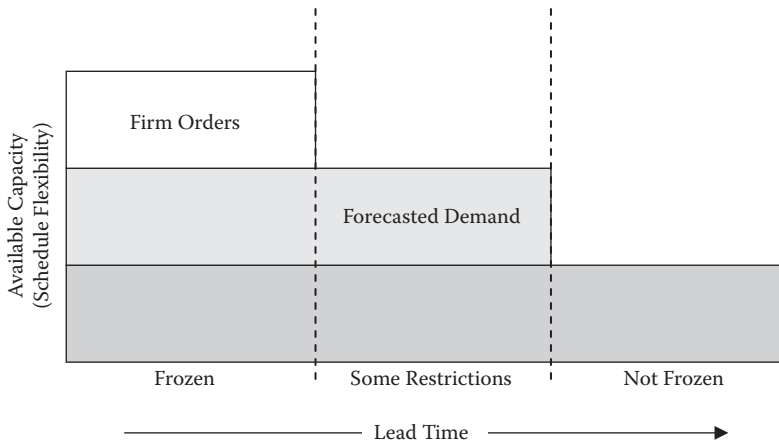 Available Capacity
(Schedule Flexibility)
Firm Orders
Forecasted Demand
Frozen
Some Restrictions
Not Frozen
Lead Time